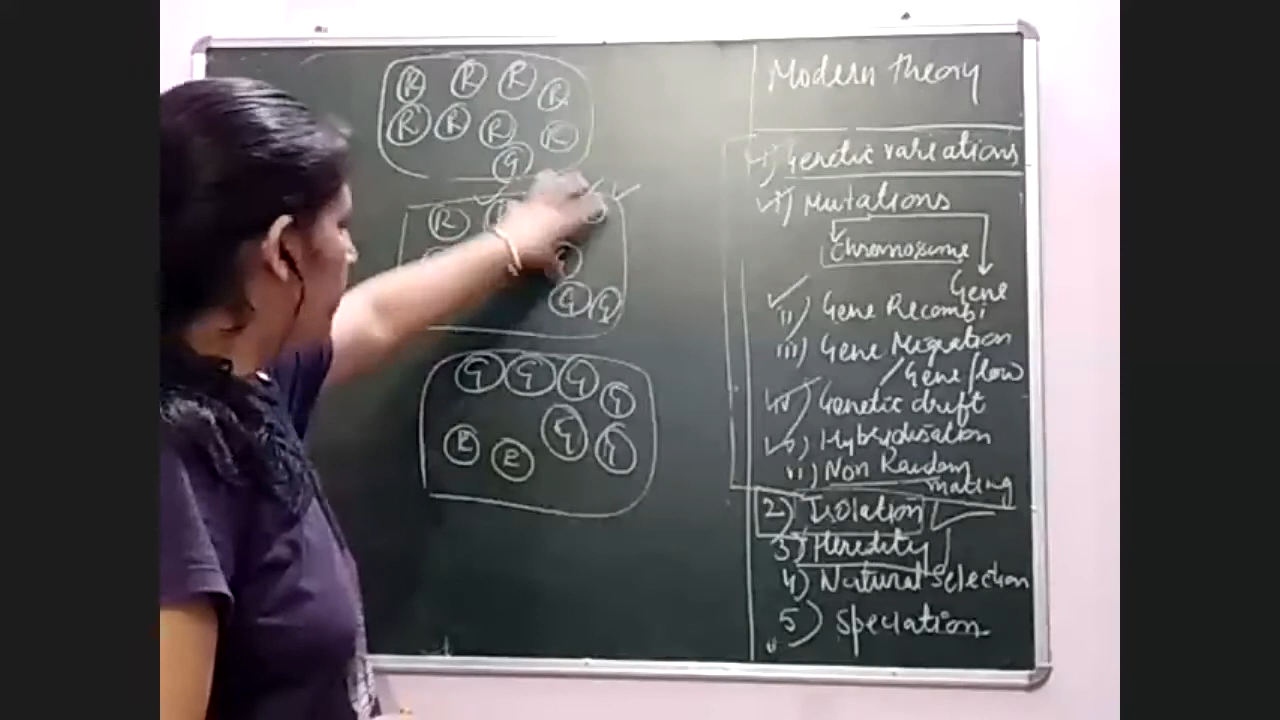 R R R R
R R R R
G
R
G G
G G G G
R R G G
Modern theory
1) Genetic variations
i) Mutations
Chromosome
Gene
ii) Gene Recombi
iii) Gene Migration
/Gene flow
iv) Genetic drift
v) Hybridisation
vi) Non Random
mating
2) Isolation
3) Heredity
4) Natural selection
5) Speciation